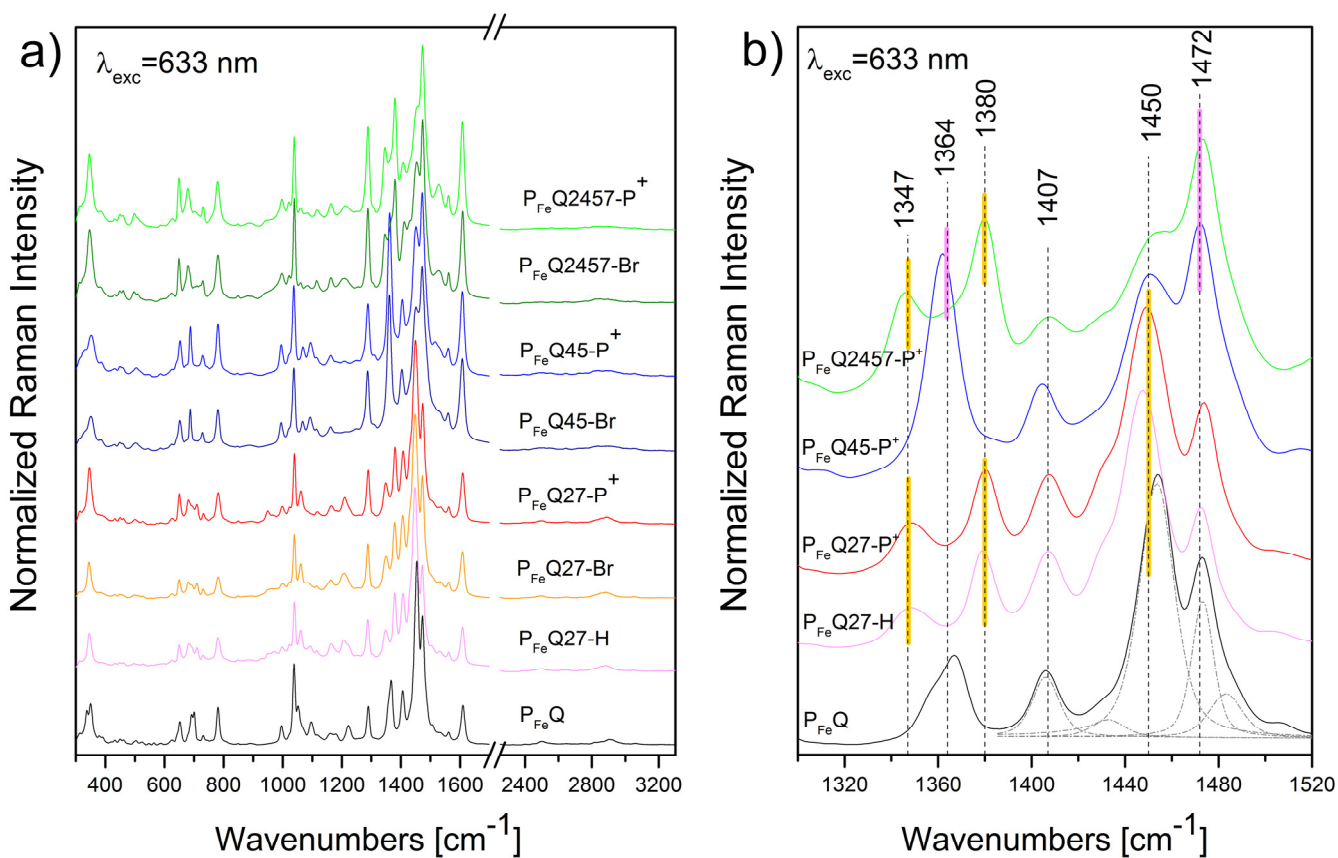 a)
λexc=633 nm
Normalized Raman Intensity
PFeQ2457-P+
PFeQ2457-Br
PFeQ45-P+
PFeQ45-Br
PFeQ27-P+
PFeQ27-Br
PFeQ27-H
PFeQ
400 600 800 1000 1200 1400 1600 2400 2800 3200
Wavenumbers [cm-1]
b)
λexc=633 nm
1347
1364
1380
1407
1450
1472
Normalized Raman Intensity
PFeQ2457-P+
PFeQ45-P+
PFeQ27-P+
PFeQ27-H
PFeQ
1320 1360 1400 1440 1480 1520
Wavenumbers [cm-1]